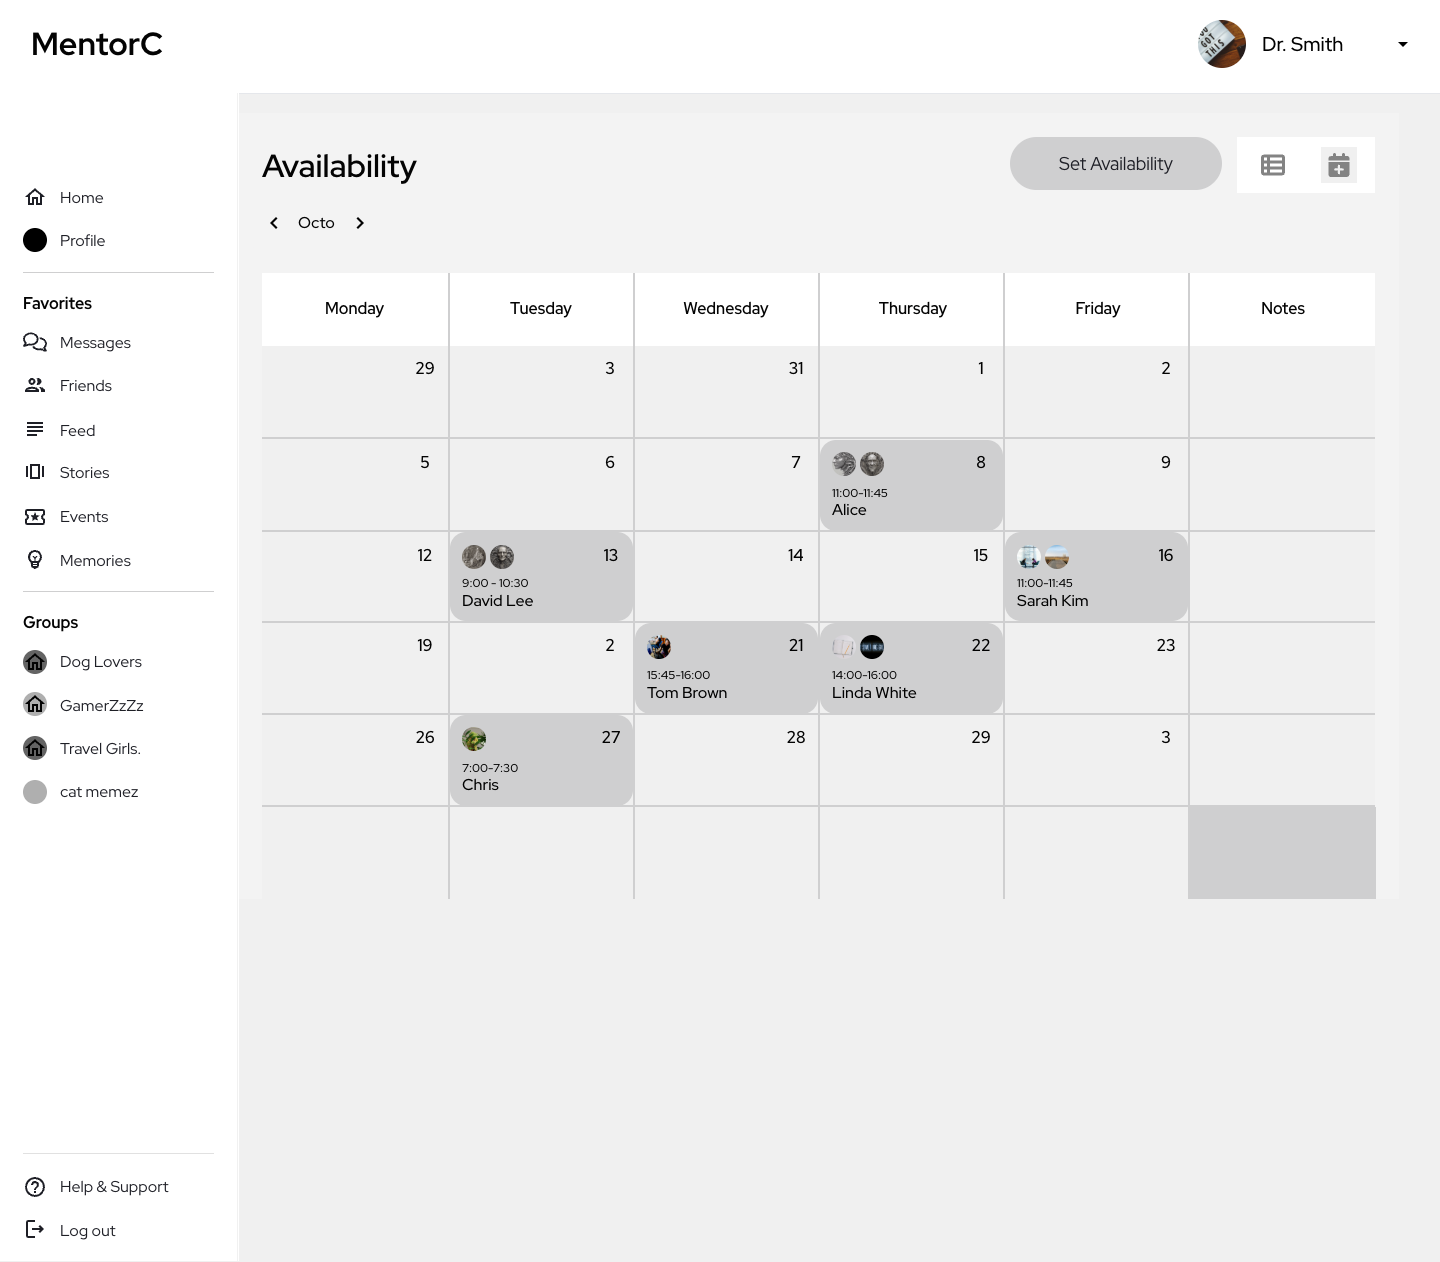 MentorC
Dr. Smith
Availability
Set Availability
Octo
Home
Profile
Favorites
Messages
Friends
Feed
Stories
Events
Memories
Groups
Dog Lovers
GamerZzZz
Travel Girls.
cat memez
Help & Support
Log out
Monday Tuesday Wednesday Thursday Friday Notes
29 3 31 1 2
5 6 7 8 9
11:00-11:45
Alice
12 13 14 15 16
9:00 - 10:30 11:00-11:45
David Lee Sarah Kim
19 2 21 22 23
15:45-16:00 14:00-16:00
Tom Brown Linda White
26 27 28 29 3
7:00-7:30
Chris